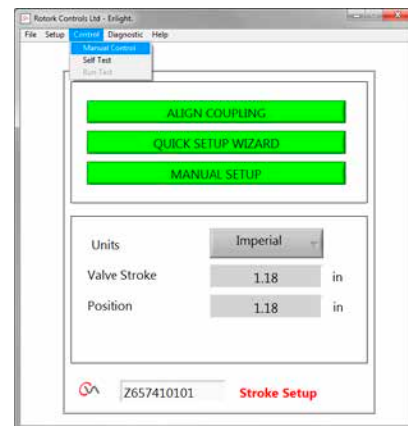 Rotork Controls Ltd - Enlight.
File Setup Control Diagnostic Help
Manual Control
Self Test
Run Test
ALIGN COUPLING
QUICK SETUP WIZARD
MANUAL SETUP
Units Imperial
Valve Stroke 1.18 in
Position 1.18 in
Z657410101 Stroke Setup